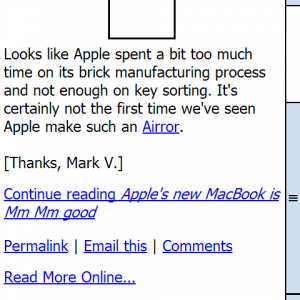 Looks like Apple spent a bit too much
time on its brick manufacturing process
and not enough on key sorting. It's
certainly not the first time we've seen
Apple make such an Airror.
[Thanks, Mark V.]
Continue reading Apple's new MacBook is
Mm Mm good
Permalink | Email this | Comments
Read More Online...